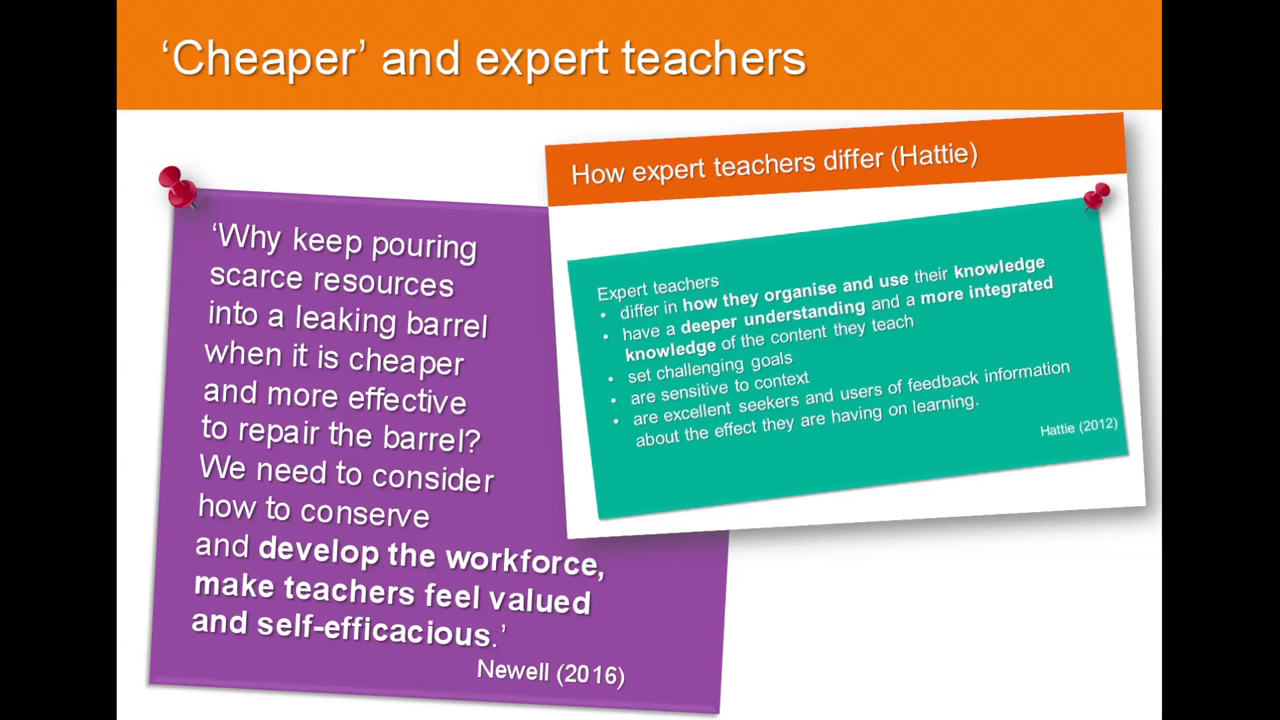 ‘Cheaper’ and expert teachers
‘Why keep pouring
scarce resources
into a leaking barrel
when it is cheaper
and more effective
to repair the barrel?
We need to consider
how to conserve
and develop the workforce,
make teachers feel valued
and self-efficacious.’
Newell (2016)
How expert teachers differ (Hattie)
Expert teachers
• differ in how they organise and use their knowledge
• have a deeper understanding and a more integrated
knowledge of the content they teach
• set challenging goals
• are sensitive to context
• are excellent seekers and users of feedback information
about the effect they are having on learning.
Hattie (2012)